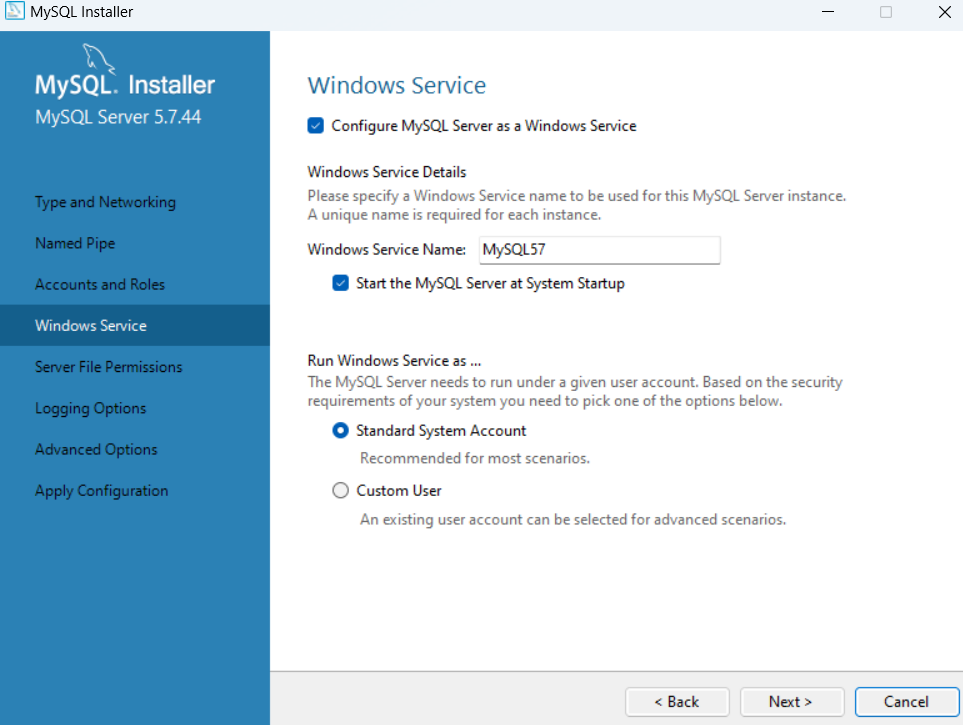 MySQL Installer
MySQL. Installer
MySQL Server 5.7.44
Type and Networking
Named Pipe
Accounts and Roles
Windows Service
Server File Permissions
Logging Options
Advanced Options
Apply Configuration
Windows Service
Configure MySQL Server as a Windows Service
Windows Service Details
Please specify a Windows Service name to be used for this MySQL Server instance.
A unique name is required for each instance.
Windows Service Name: MySQL57
Start the MySQL Server at System Startup
Run Windows Service as ...
The MySQL Server needs to run under a given user account. Based on the security
requirements of your system you need to pick one of the options below.
Standard System Account
Recommended for most scenarios.
Custom User
An existing user account can be selected for advanced scenarios.
< Back Next > Cancel